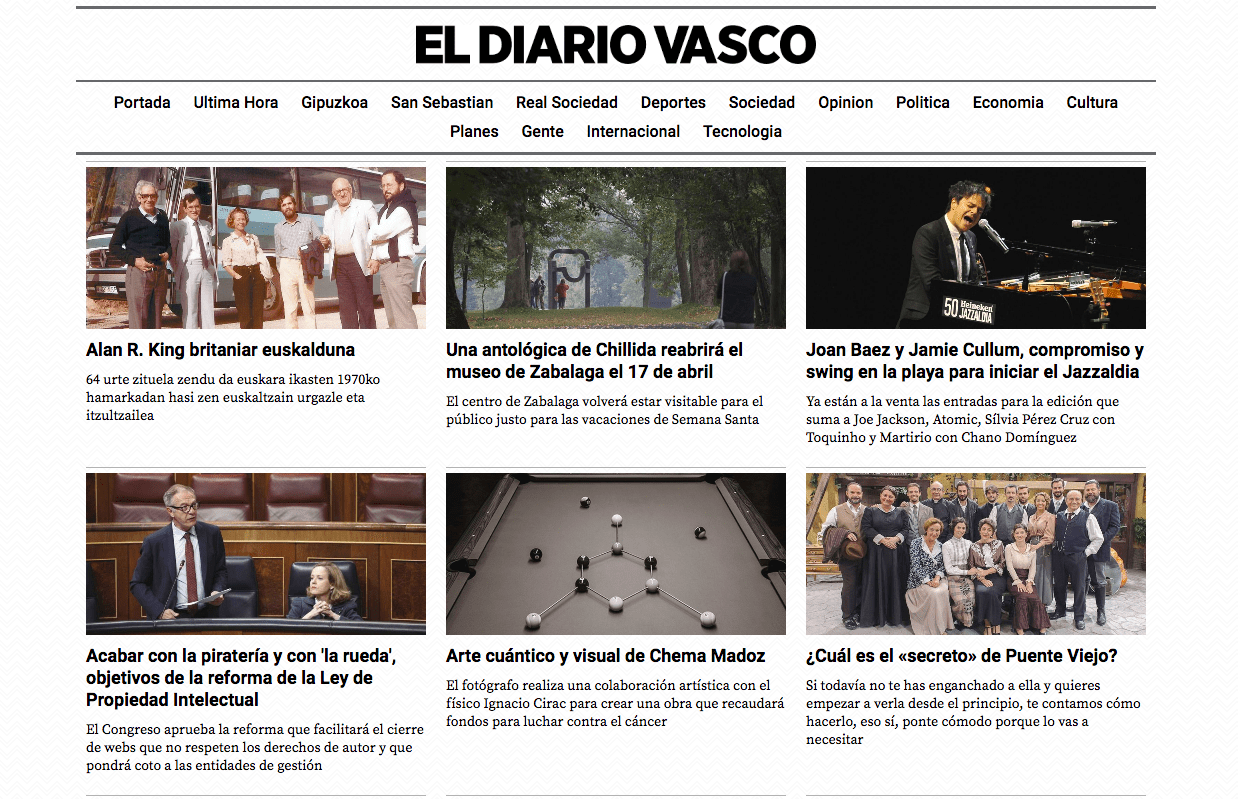 EL DIARIO VASCO
Portada Ultima Hora Gipuzkoa San Sebastian Real Sociedad Deportes Sociedad Opinion Politica Economia Cultura
Planes Gente Internacional Tecnologia
50 Heineken
JAZZALDIA
Alan R. King britaniar euskalduna
64 urte zituela zendu da euskara ikasten 1970ko
hamarkadan hasi zen euskaltzain urgazle eta
itzultzailea
Una antológica de Chillida reabrirá el
museo de Zabalaga el 17 de abril
El centro de Zabalaga volverá estar visitable para el
público justo para las vacaciones de Semana Santa
Joan Baez y Jamie Cullum, compromiso y
swing en la playa para iniciar el Jazzaldia
Ya están a la venta las entradas para la edición que
suma a Joe Jackson, Atomic, Sílvia Pérez Cruz con
Toquinho y Martirio con Chano Domínguez
Acabar con la piratería y con 'la rueda',
objetivos de la reforma de la Ley de
Propiedad Intelectual
El Congreso aprueba la reforma que facilitará el cierre
de webs que no respeten los derechos de autor y que
pondrá coto a las entidades de gestión
Arte cuántico y visual de Chema Madoz
El fotógrafo realiza una colaboración artística con el
físico Ignacio Cirac para crear una obra que recaudará
fondos para luchar contra el cáncer
¿Cuál es el «secreto» de Puente Viejo?
Si todavía no te has enganchado a ella y quieres
empezar a verla desde el principio, te contamos cómo
hacerlo, eso sí, ponte cómodo porque lo vas a
necesitar